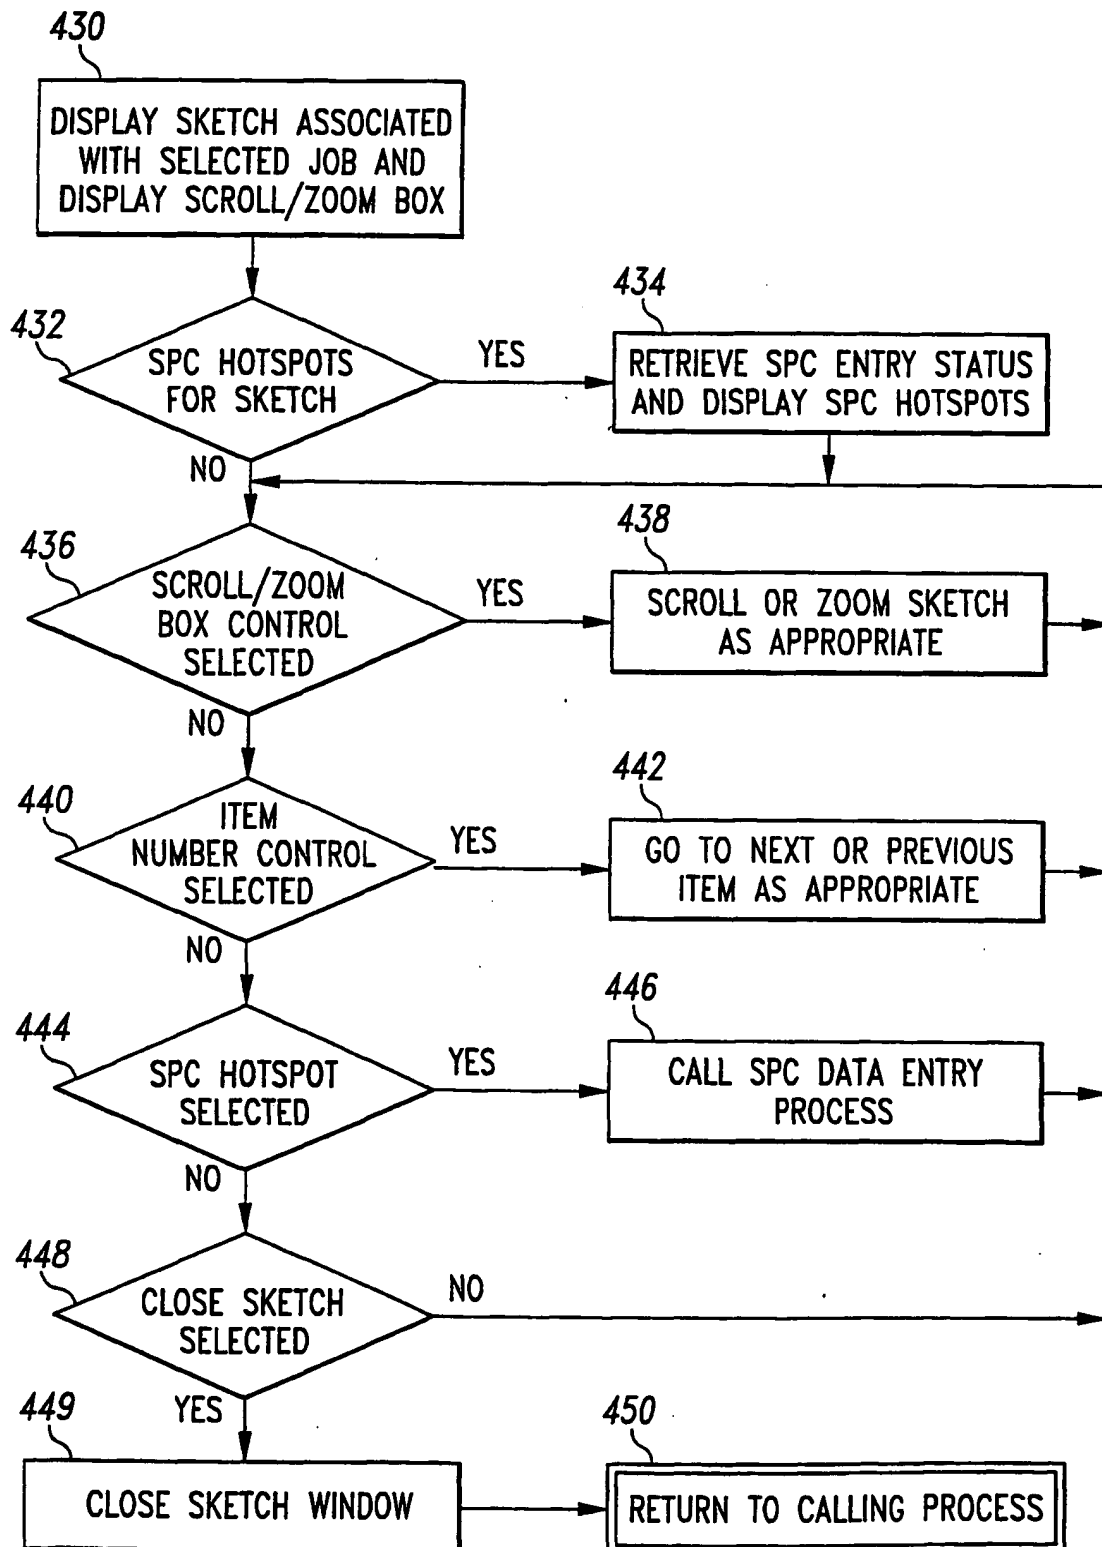 430
DISPLAY SKETCH ASSOCIATED
WITH SELECTED JOB AND
DISPLAY SCROLL/ZOOM BOX
432
SPC HOTSPOTS
FOR SKETCH
YES
434
RETRIEVE SPC ENTRY STATUS
AND DISPLAY SPC HOTSPOTS
NO
436
SCROLL/ZOOM
BOX CONTROL
SELECTED
YES
438
SCROLL OR ZOOM SKETCH
AS APPROPRIATE
NO
440
ITEM
NUMBER CONTROL
SELECTED
YES
442
GO TO NEXT OR PREVIOUS
ITEM AS APPROPRIATE
NO
444
SPC HOTSPOT
SELECTED
YES
446
CALL SPC DATA ENTRY
PROCESS
NO
448
CLOSE SKETCH
SELECTED
NO
YES
449
CLOSE SKETCH WINDOW
450
RETURN TO CALLING PROCESS